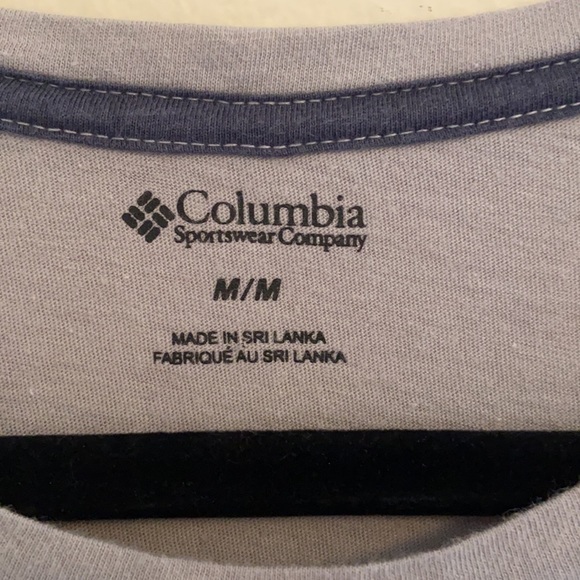 Columbia
Sportswear Company
M/M
MADE IN SRI LANKA
FABRIQUÉ AU SRI LANKA